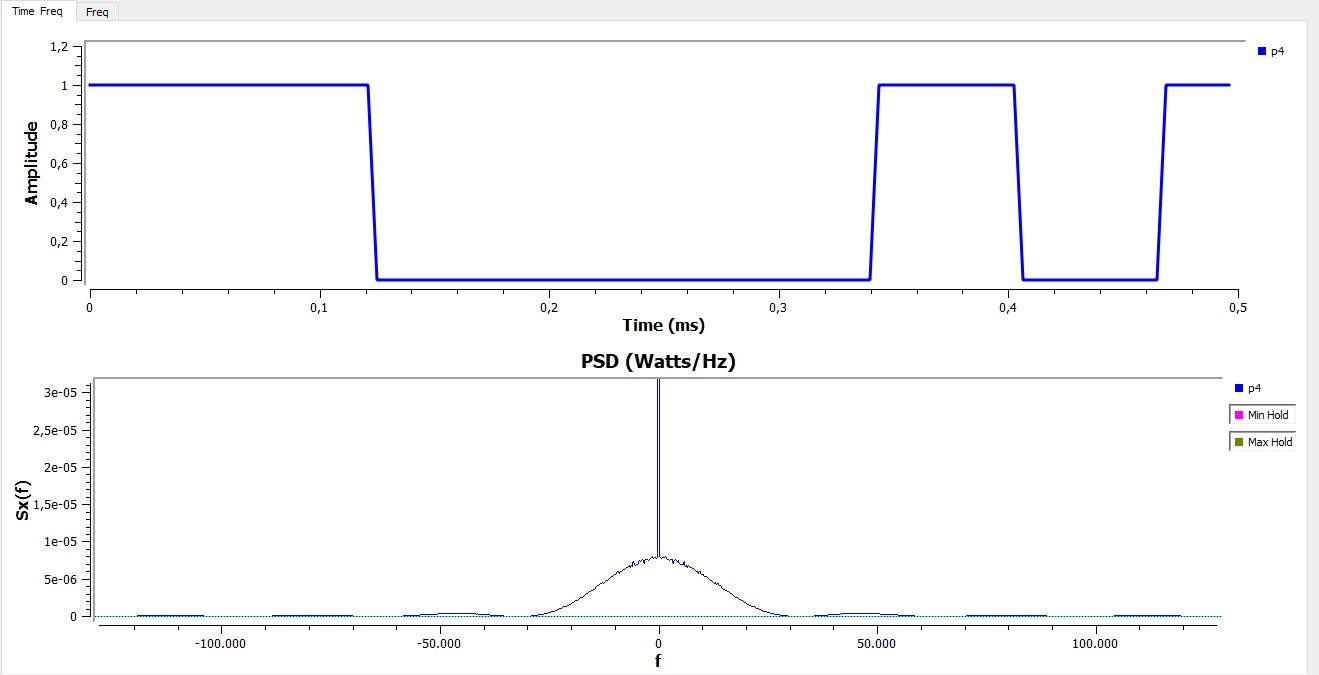 Time Freq
Freq
1,2
1
0,8
0,6
0,4
0,2
0
Amplitude
p4
0 0,1 0,2 0,3 0,4 0,5
Time (ms)
PSD (Watts/Hz)
3e-05
2,5e-05
2e-05
1,5e-05
1e-05
5e-06
0
Sx(f)
p4
Min Hold
Max Hold
-100.000 -50.000 0 50.000 100.000
f